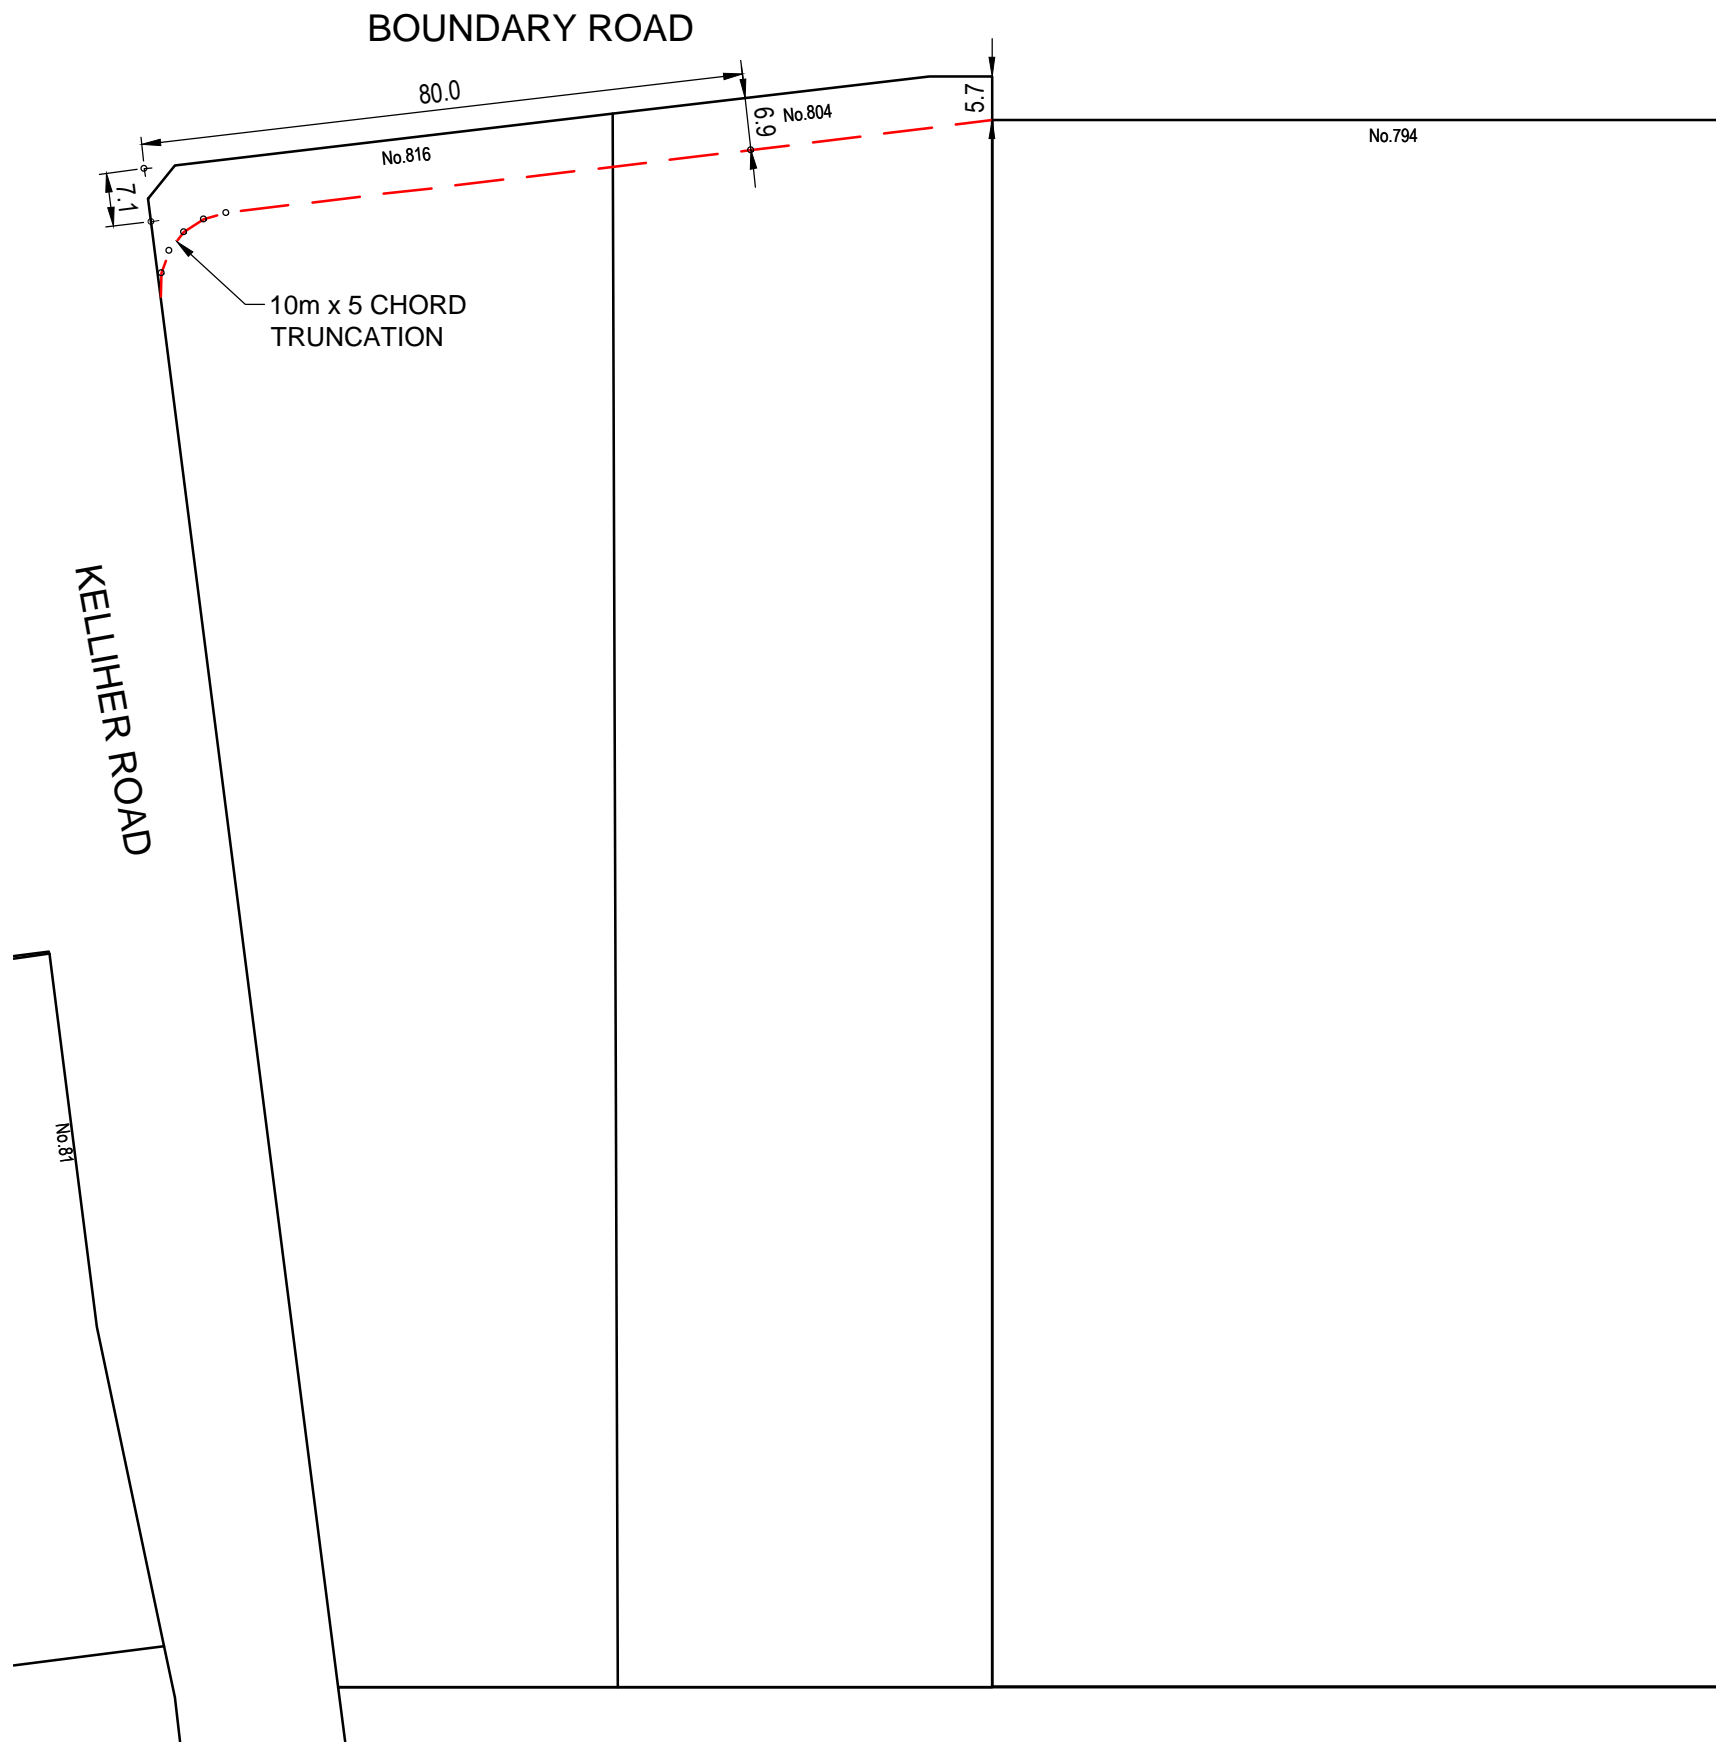 BOUNDARY ROAD
80.0
5.7
6.9
No.804
No.794
No.816
7.1
10m x 5 CHORD
TRUNCATION
KELLIHER ROAD
No.81